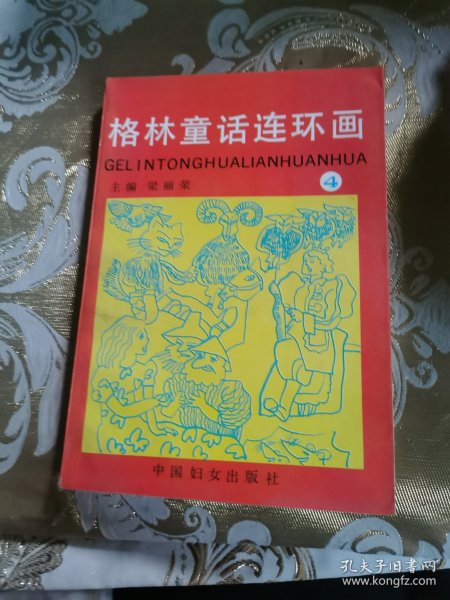 格林童话连环画
GELINTONGHUALIANHUANHUA
主编 梁丽荣
4
中国妇女出版社
孔夫子旧书网
www.kongfz.com